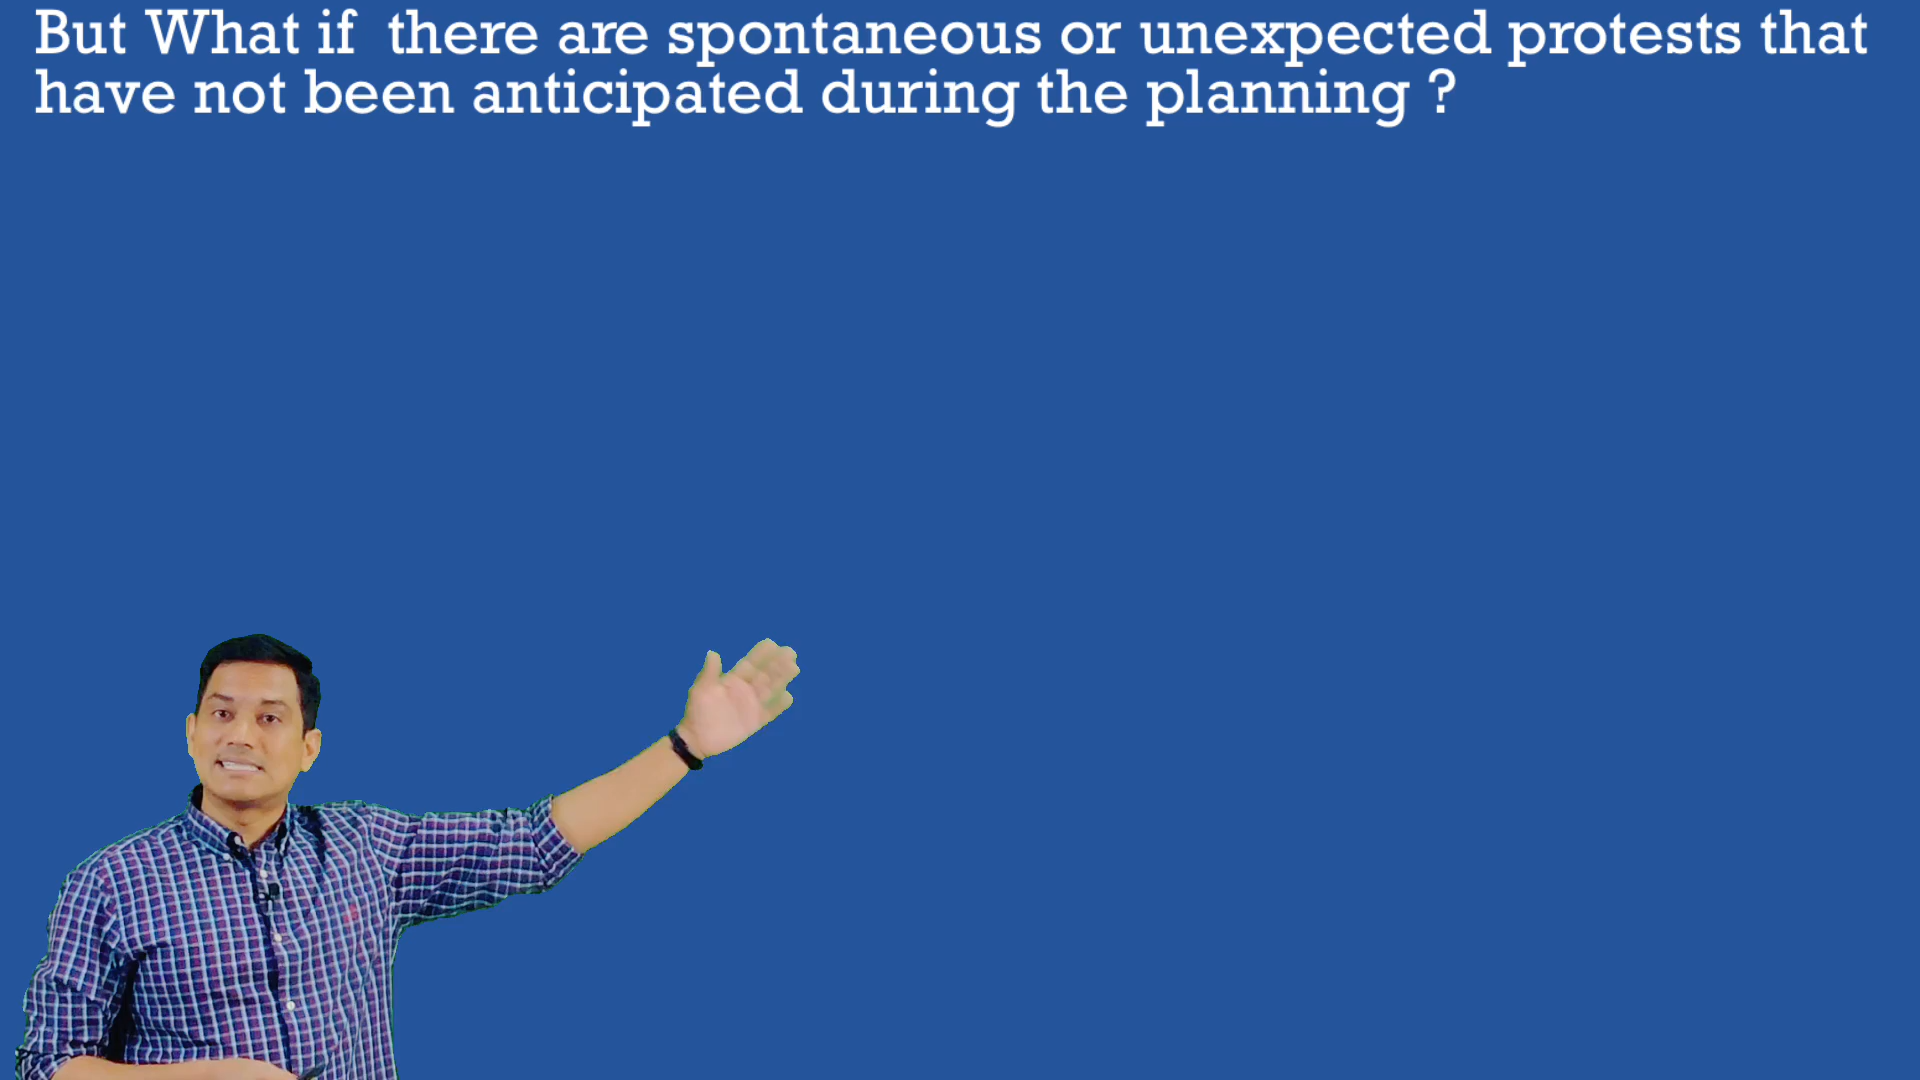 But What if  there are spontaneous or unexpected protests that
have not been anticipated during the planning ?